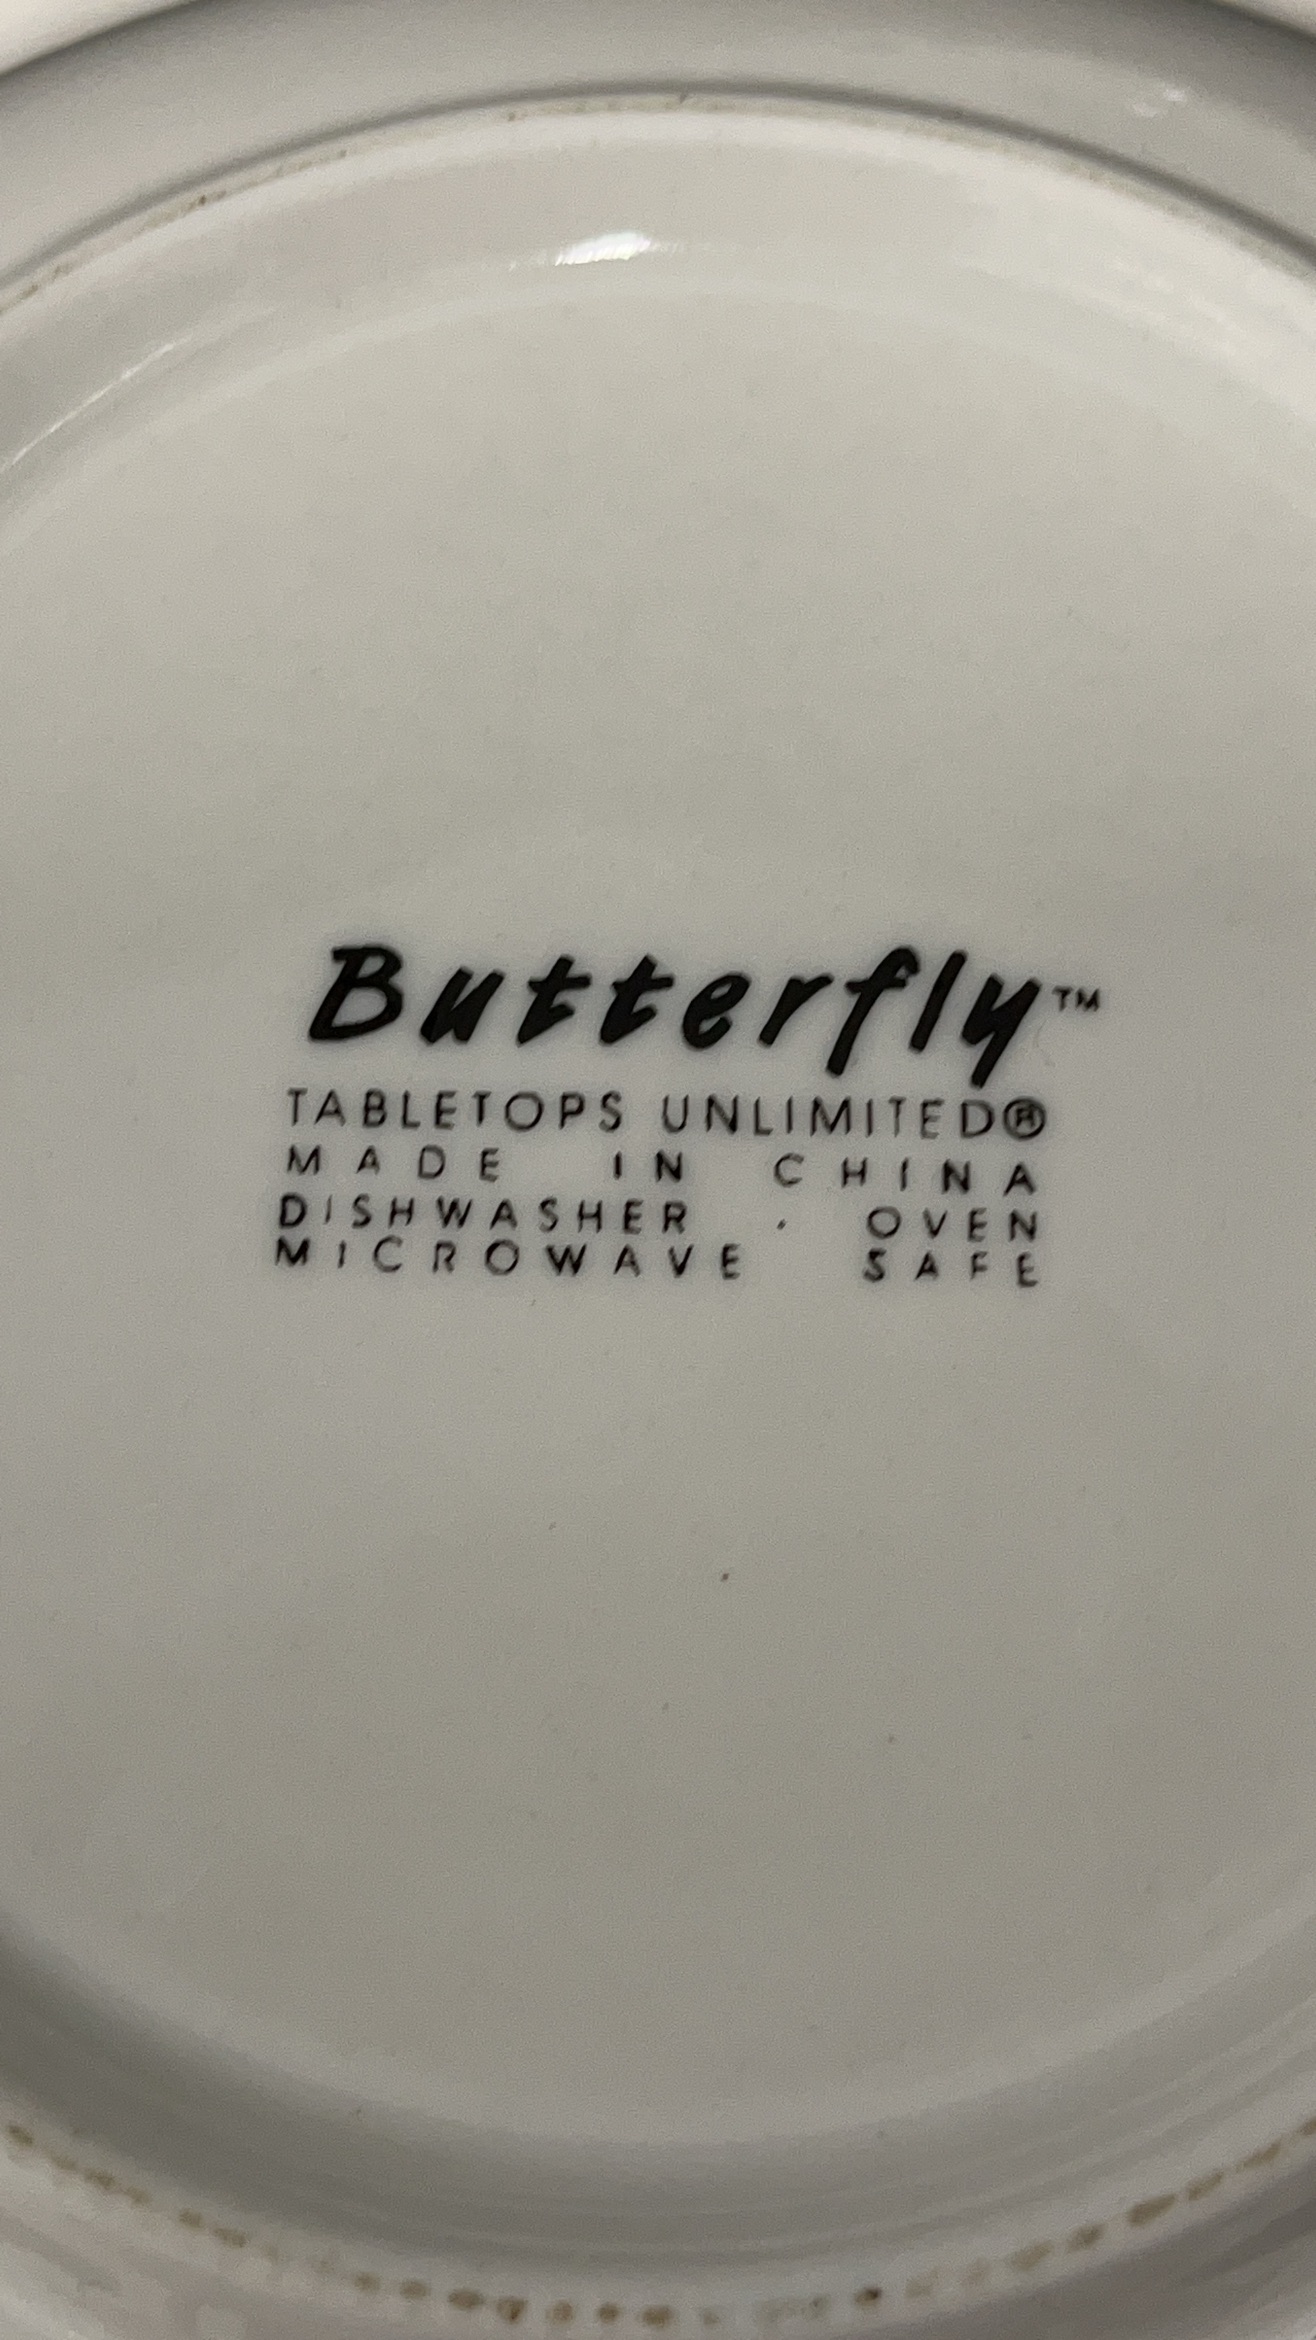 Butterfly™
TABLETOPS UNLIMITED®
MADE IN CHINA
DISHWASHER · OVEN
MICROWAVE SAFE